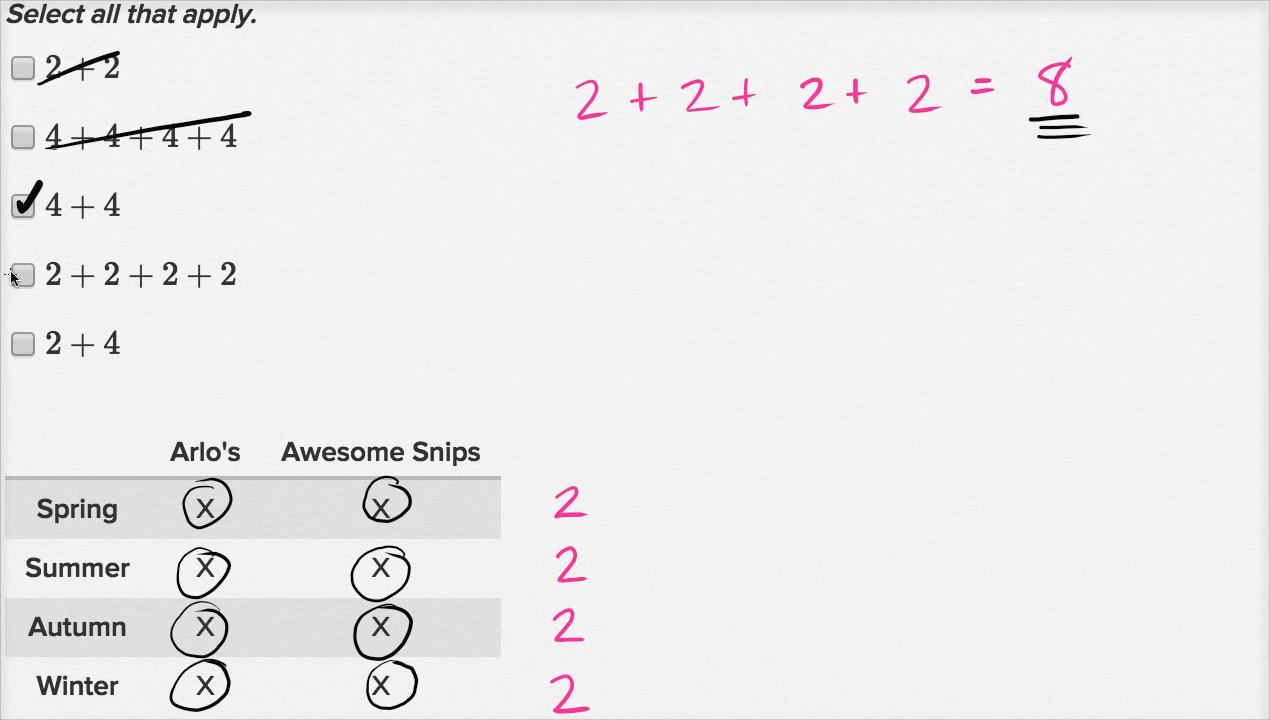 Select all that apply.
2 + 2
2 + 2 + 2 + 2 = 8
4 + 4 + 4 + 4
4 + 4
2 + 2 + 2 + 2
2 + 4
Arlo's Awesome Snips
Spring X X 2
Summer X X 2
Autumn X X 2
Winter X X 2